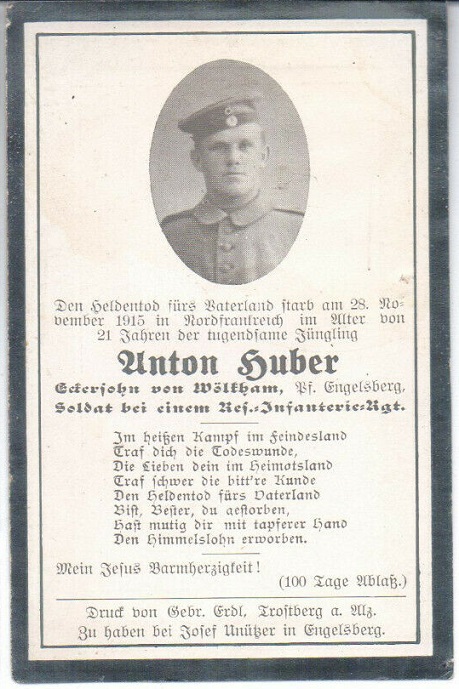 Den Heldentod fürs Vaterland starb am 28. No-
vember 1915 in Nordfrankreich im Alter von
21 Jahren der tugendsame Jüngling
Anton Huber
Eckersohn von Wölkham, Pf. Engelsberg,
Soldat bei einem Res.-Infanterie-Rgt.
Im heißen Kampf im Feindesland
Traf dich die Todeswunde,
Die Lieben dein im Heimatsland
Traf schwer die bitt're Kunde
Den Heldentod fürs Vaterland
Bist, Bester, du gestorben,
Hast mutig dir mit tapferer Hand
Den Himmelslohn erworben.
Mein Jesus Barmherzigkeit!
(100 Tage Ablaß.)
Druck von Gebr. Erdl, Trostberg a. Alz.
Zu haben bei Josef Unützer in Engelsberg.